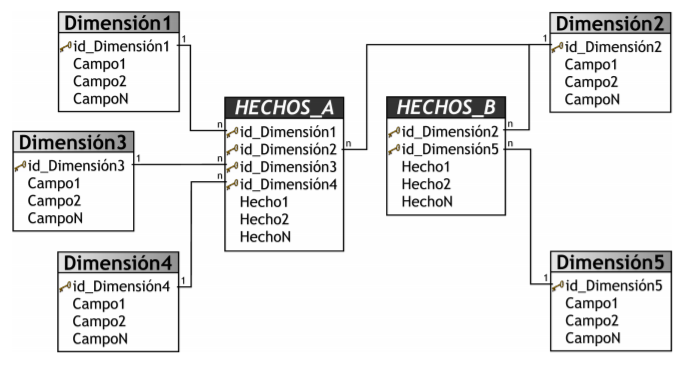 Dimensión1
id_Dimensión1
Campo1
Campo2
CampoN
1
Dimensión2
id_Dimensión2
Campo1
Campo2
CampoN
1
HECHOS_A
id_Dimensión1
id_Dimensión2
id_Dimensión3
id_Dimensión4
Hecho1
Hecho2
HechoN
n
n
n
n
HECHOS_B
id_Dimensión2
id_Dimensión5
Hecho1
Hecho2
HechoN
n
n
Dimensión3
id_Dimensión3
Campo1
Campo2
CampoN
1
Dimensión4
id_Dimensión4
Campo1
Campo2
CampoN
1
Dimensión5
id_Dimensión5
Campo1
Campo2
CampoN
1